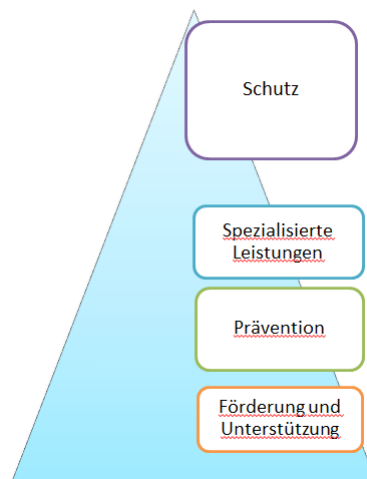 Schutz
Spezialisierte
Leistungen
Prävention
Förderung und
Unterstützung